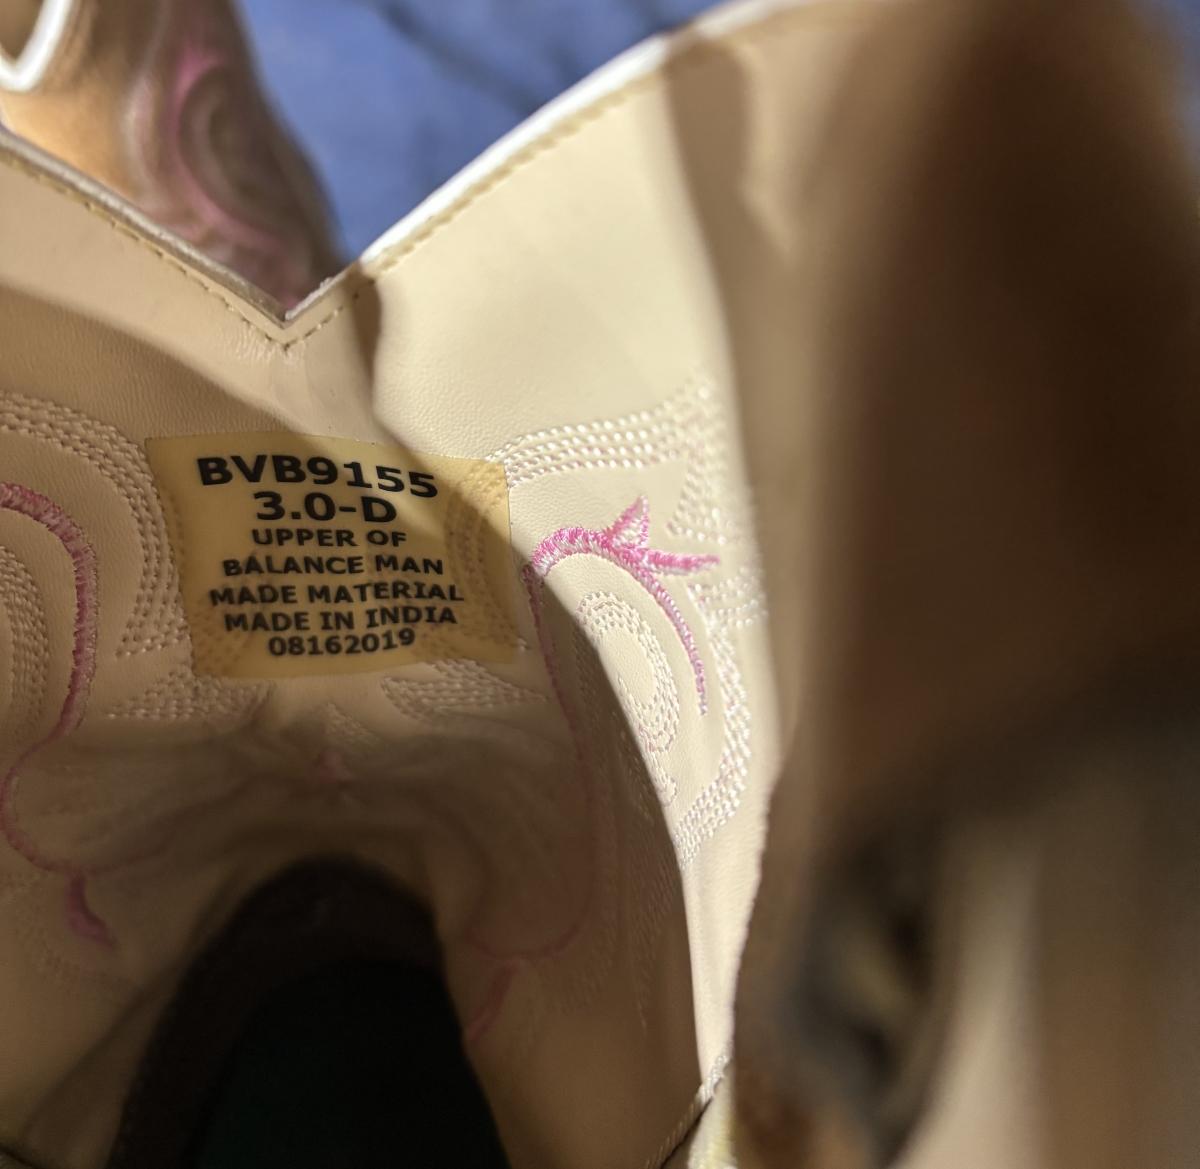 BVB9155
3.0-D
UPPER OF
BALANCE MAN
MADE MATERIAL
MADE IN INDIA
08162019